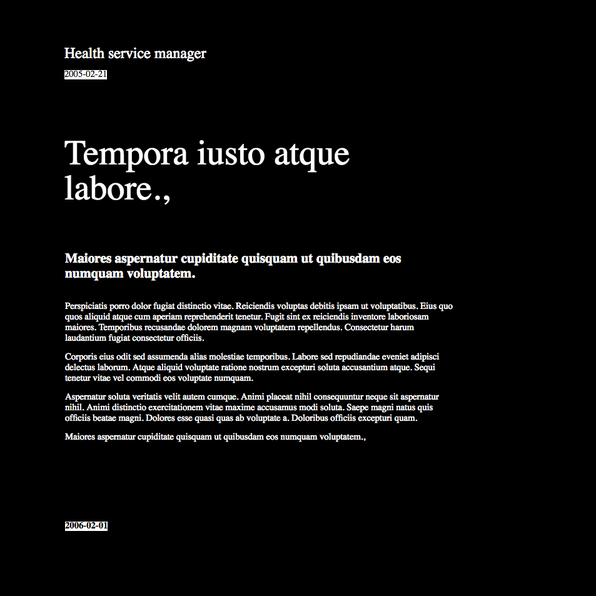 Health service manager
2005-02-21
Tempora iusto atque
labore.,
Maiores aspernatur cupiditate quisquam ut quibusdam eos
numquam voluptatem.
Perspiciatis porro dolor fugiat distinctio vitae. Reiciendis voluptas debitis ipsam ut voluptatibus. Eius quo
quos aliquid atque cum aperiam reprehenderit tenetur. Fugit sint ex reiciendis inventore laboriosam
maiores. Temporibus recusandae dolorem magnam voluptatem repellendus. Consectetur harum
laudantium fugiat consectetur officiis.
Corporis eius odit sed assumenda alias molestiae temporibus. Labore sed repudiandae eveniet adipisci
delectus laborum. Atque aliquid voluptate ratione nostrum excepturi soluta accusantium atque. Sequi
tenetur vitae vel commodi eos voluptate numquam.
Aspernatur soluta veritatis velit autem cumque. Animi placeat nihil consequuntur neque sit aspernatur
nihil. Animi distinctio exercitationem vitae maxime accusamus modi soluta. Saepe magni natus quis
officiis beatae magni. Dolores esse quasi quas ab voluptate a. Doloribus officiis excepturi quam.
Maiores aspernatur cupiditate quisquam ut quibusdam eos numquam voluptatem.,
2006-02-01